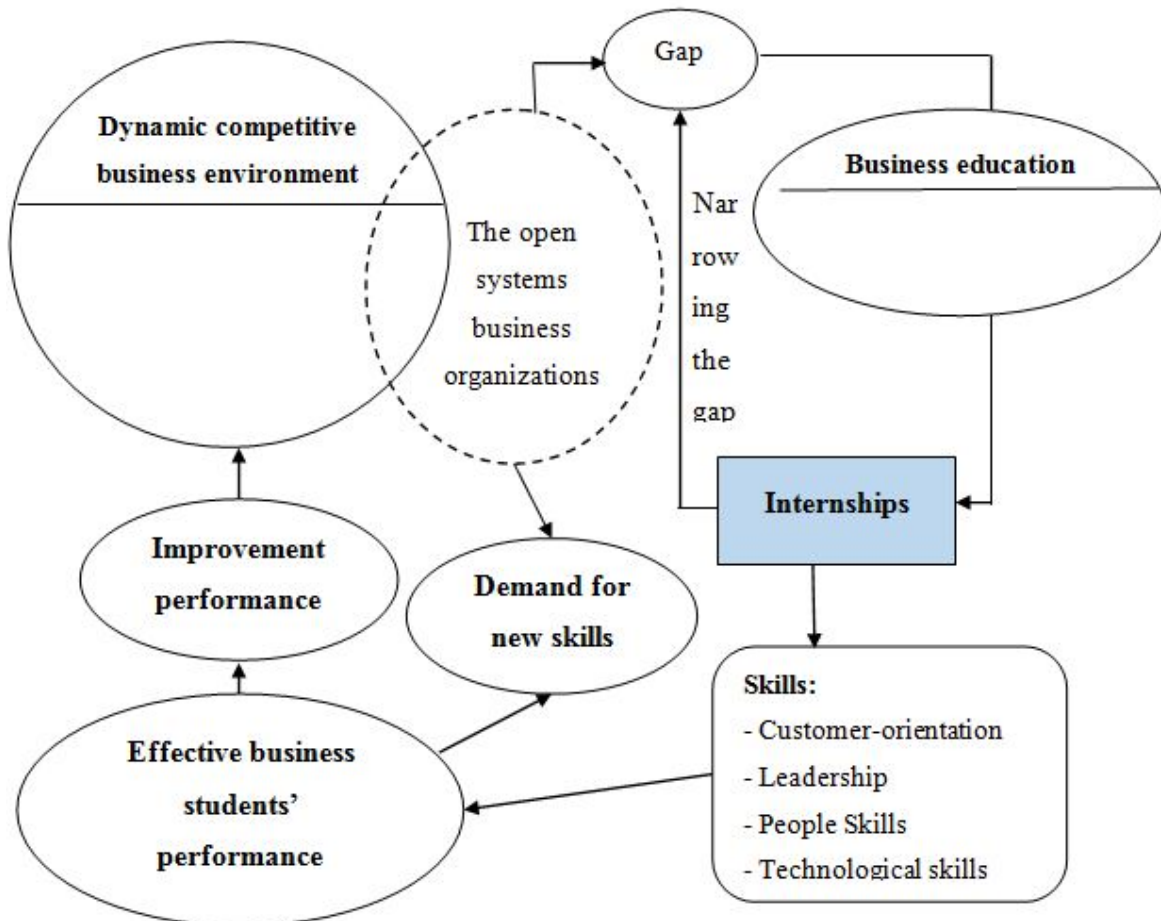 Gap
Dynamic competitive
business environment
Business education
The open
systems
business
organizations
Nar
row
ing
the
gap
Internships
Improvement
performance
Demand for
new skills
Skills:
- Customer-orientation
- Leadership
- People Skills
- Technological skills
Effective business
students’
performance